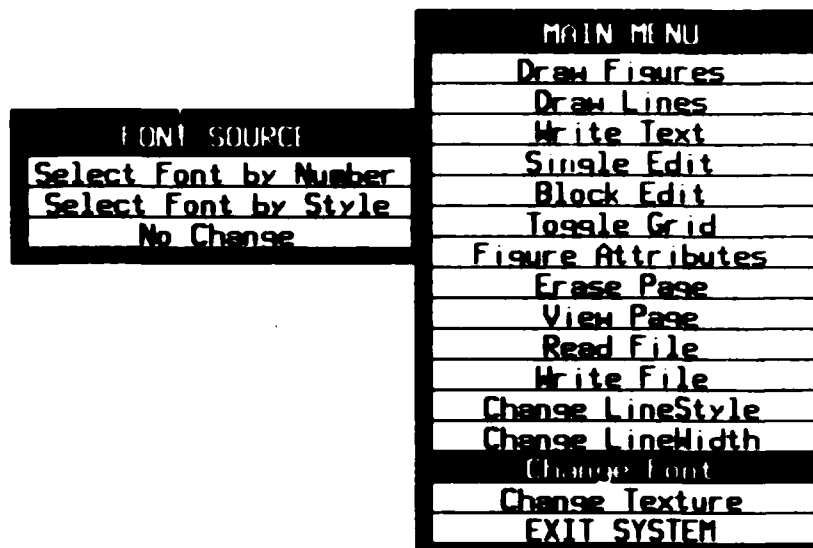 FONT SOURCE
Select Font by Number
Select Font by Style
No Change
MAIN MENU
Draw Figures
Draw Lines
Write Text
Single Edit
Block Edit
Toggle Grid
Figure Attributes
Erase Page
View Page
Read File
Write File
Change LineStyle
Change LineWidth
Change Font
Change Texture
EXIT SYSTEM